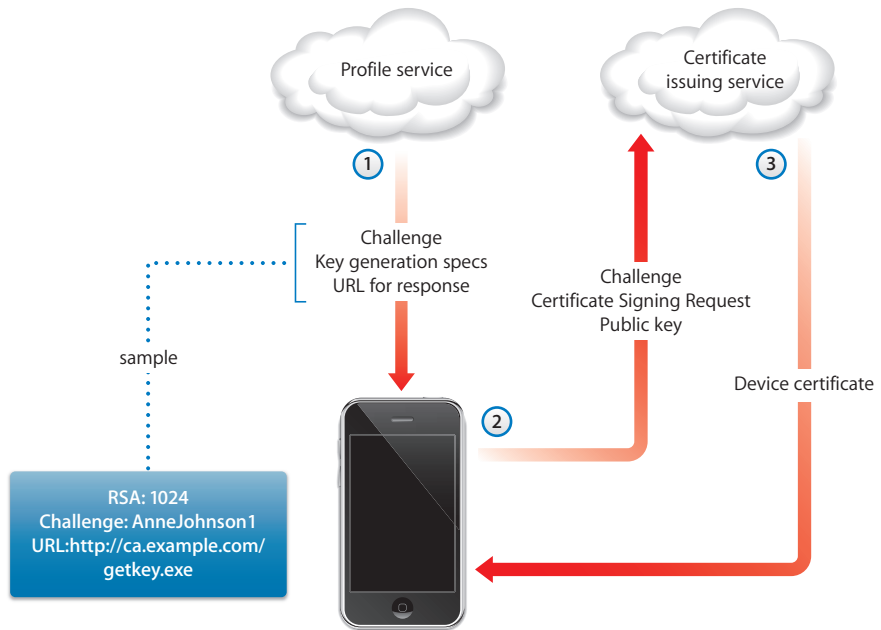 Profile service
Certificate
issuing service
1
3
Challenge
Key generation specs
URL for response
Challenge
Certificate Signing Request
Public key
sample
Device certificate
2
RSA: 1024
Challenge: AnneJohnson1
URL:http://ca.example.com/
getkey.exe